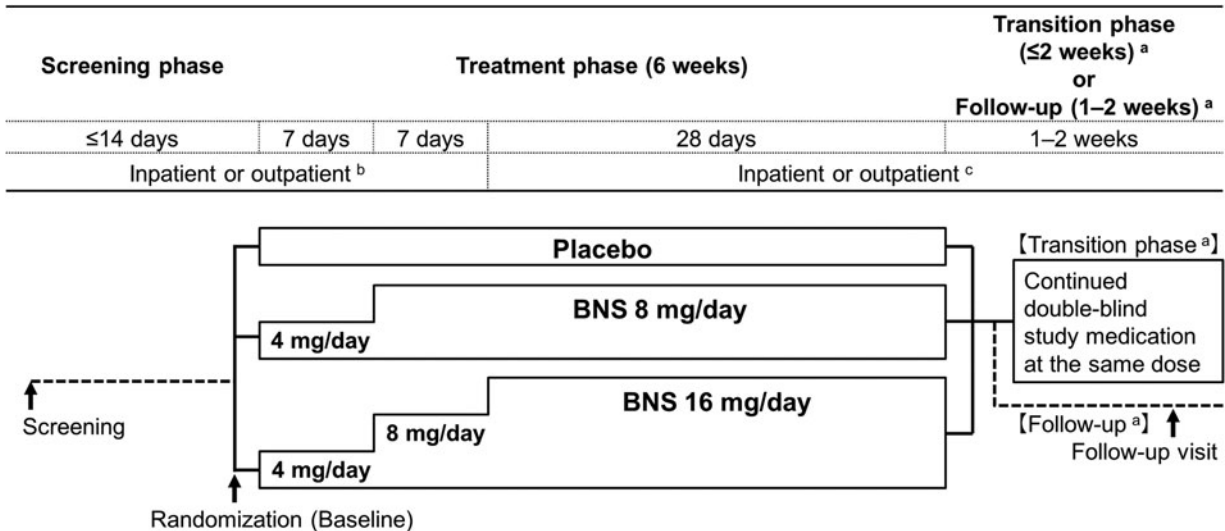 Screening phase
Treatment phase (6 weeks)
Transition phase
(≤2 weeks) ᵃ
or
Follow-up (1–2 weeks) ᵃ
≤14 days
7 days
7 days
28 days
1–2 weeks
Inpatient or outpatient ᵇ
Inpatient or outpatient ᶜ
Placebo
BNS 8 mg/day
4 mg/day
BNS 16 mg/day
8 mg/day
4 mg/day
Screening
Randomization (Baseline)
【Transition phase ᵃ】
Continued
double-blind
study medication
at the same dose
【Follow-up ᵃ】
Follow-up visit